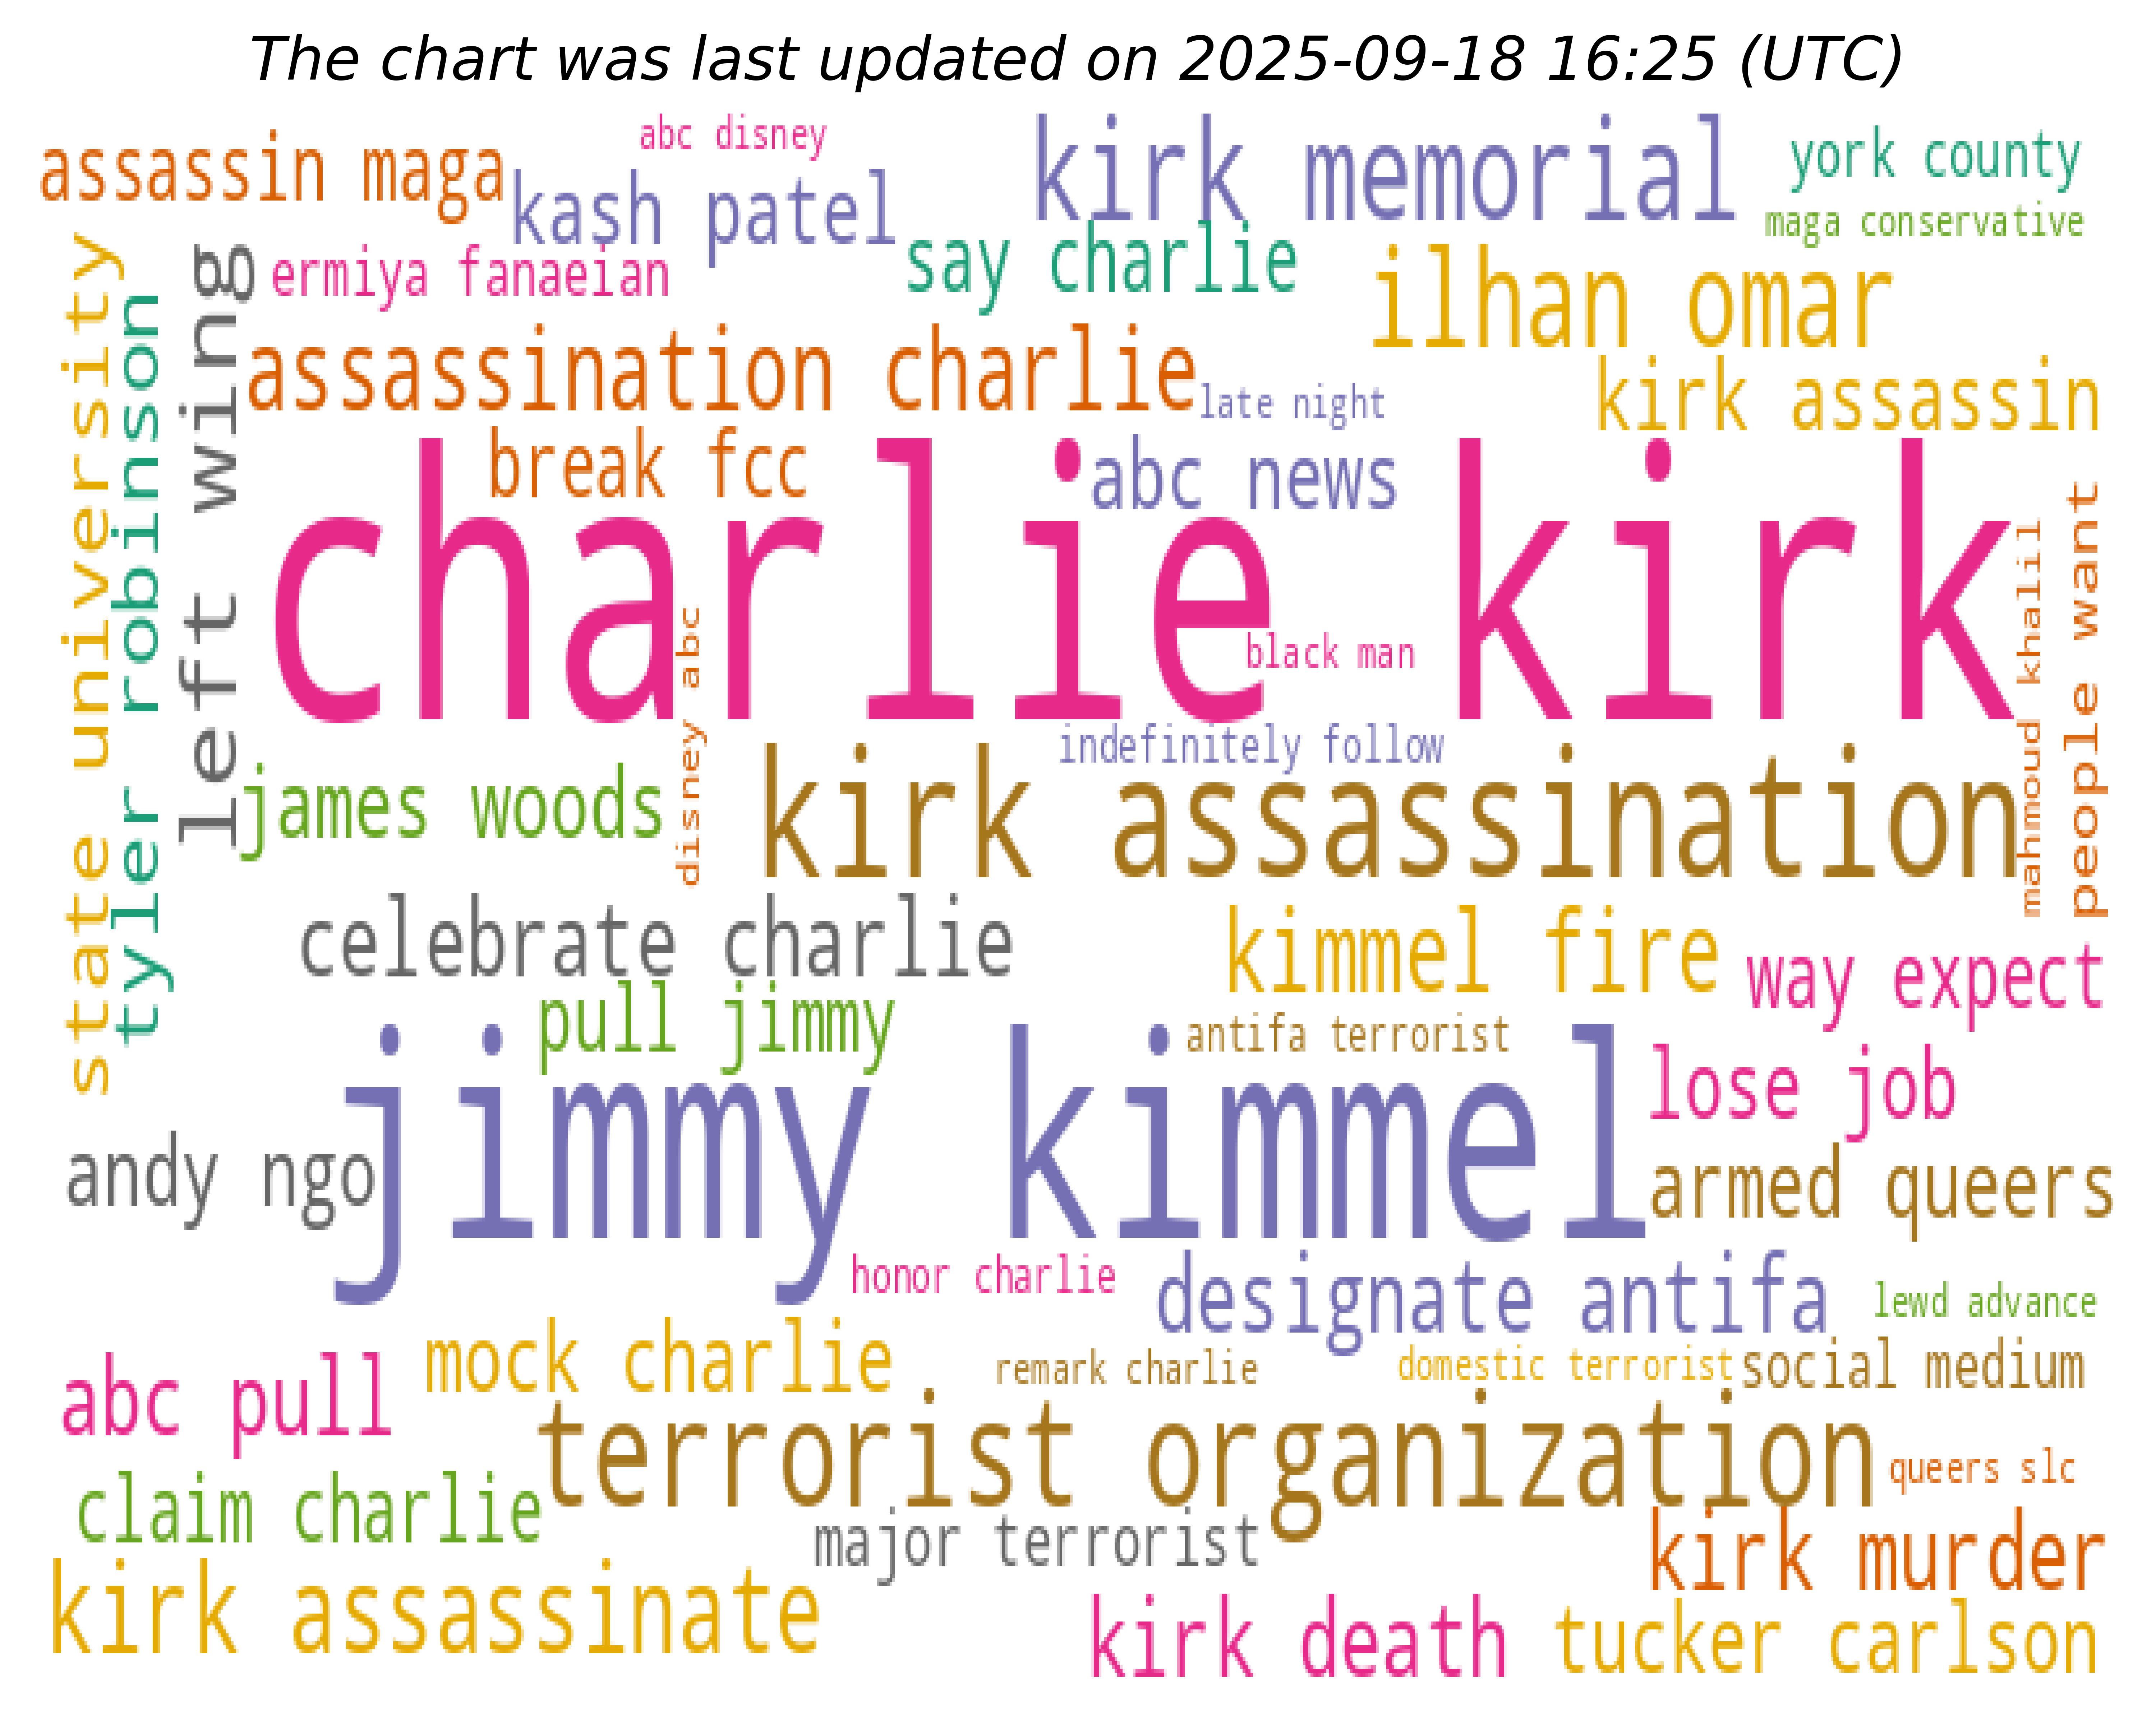 The chart was last updated on 2025-09-18 16:25 (UTC)
abc disney
kirk memorial
york county
assassin maga
kash patel
maga conservative
say charlie
ermiya fanaeian
ilhan omar
state university
tyler robinson
left wing
assassination charlie
late night
kirk assassin
break fcc
abc news
charlie kirk
people want
mahmoud khalil
disney abc
black man
indefinitely follow
james woods
kirk assassination
celebrate charlie
kimmel fire
way expect
pull jimmy
antifa terrorist
jimmy kimmel
lose job
andy ngo
armed queers
honor charlie
designate antifa
lewd advance
mock charlie
remark charlie
domestic terrorist
social medium
abc pull
terrorist organization
queers slc
claim charlie
major terrorist
kirk murder
kirk assassinate
kirk death
tucker carlson